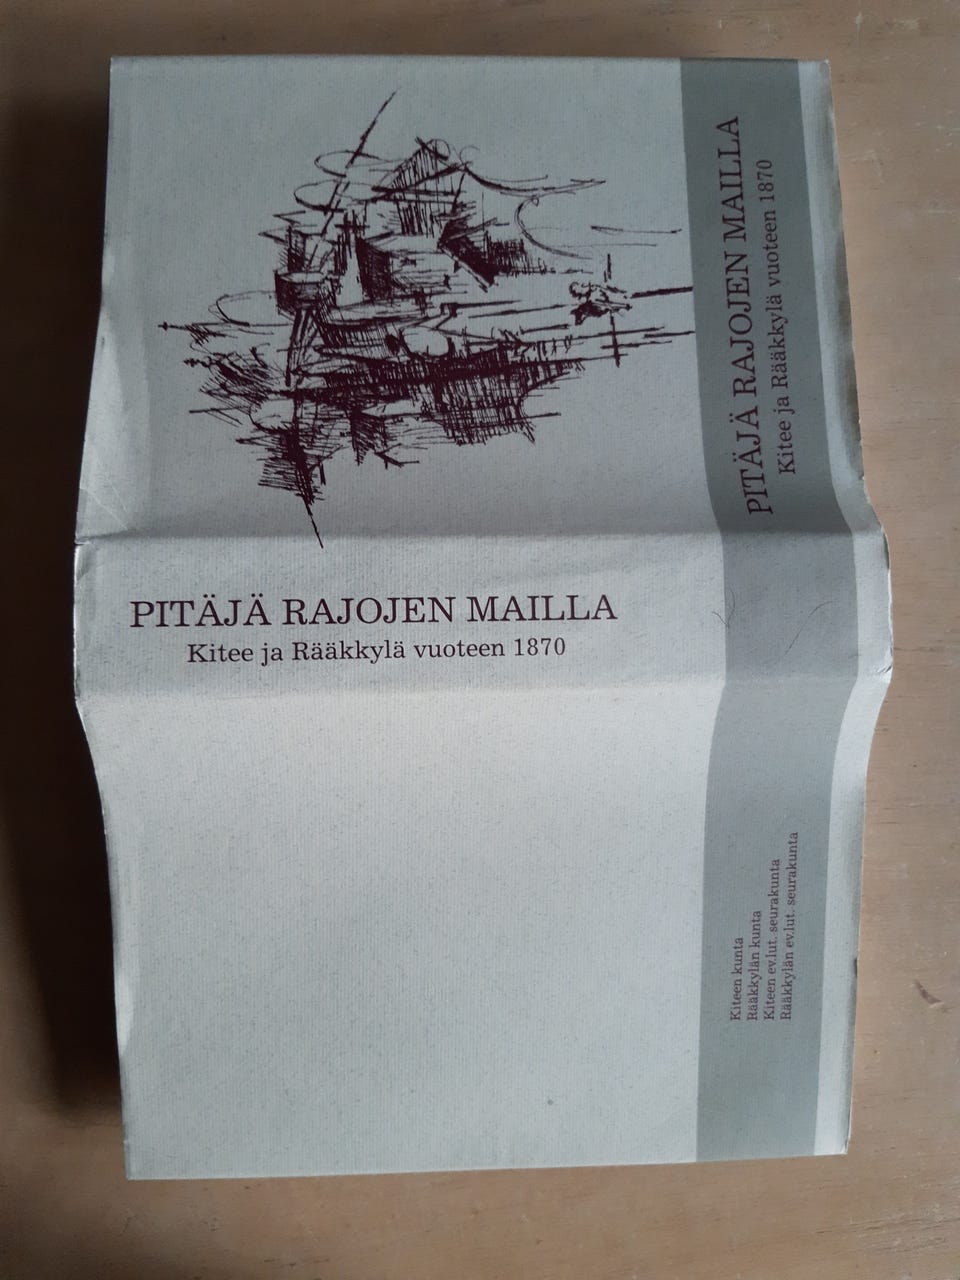 PITÄJÄ RAJOJEN MAILLA
Kitee ja Rääkkylä vuoteen 1870
PITÄJÄ RAJOJEN MAILLA
Kitee ja Rääkkylä vuoteen 1870
Kiteen kunta
Rääkkylän kunta
Kiteen ev.lut. seurakunta
Rääkkylän ev.lut. seurakunta